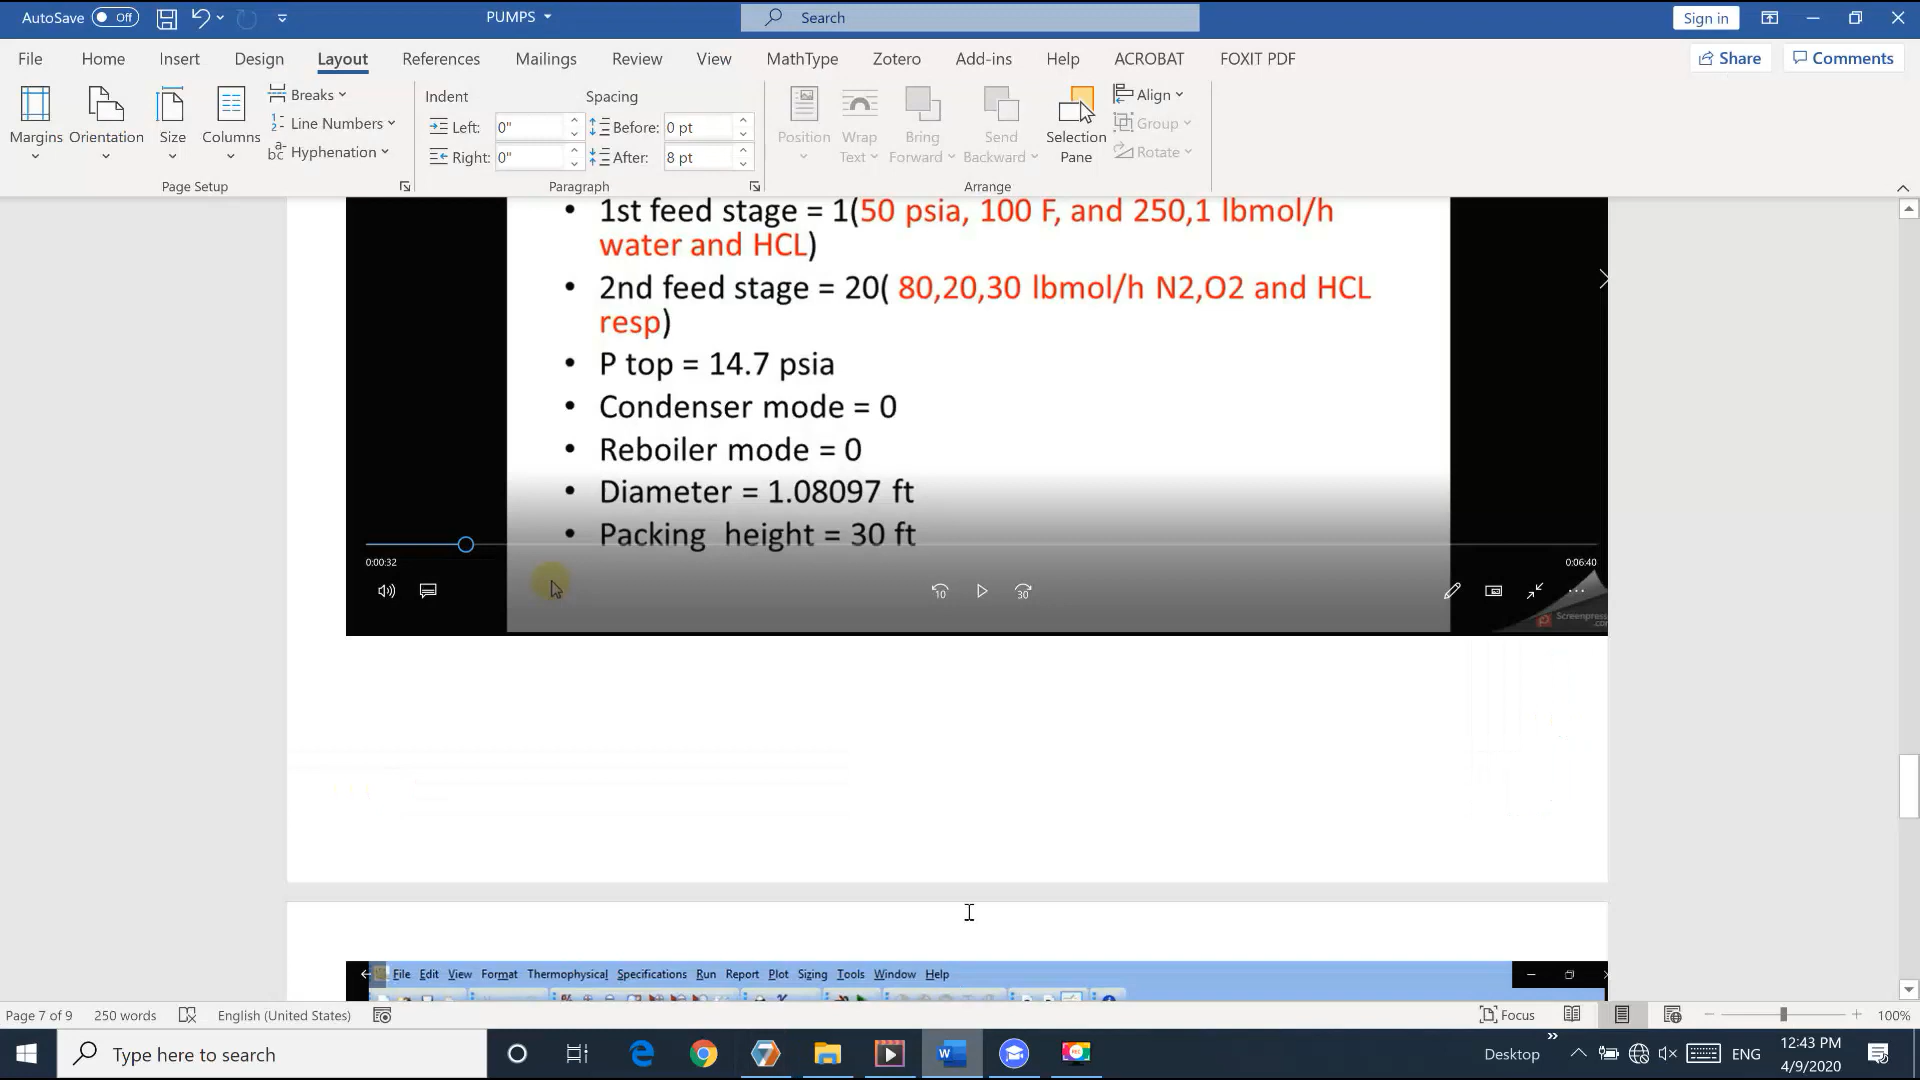 AutoSave Off
PUMPS
Search
Sign in
File Home Insert Design Layout References Mailings Review View MathType Zotero Add-ins Help ACROBAT FOXIT PDF
Share Comments
Margins Orientation Size Columns
Breaks
Line Numbers
Hyphenation
Page Setup
Indent Spacing
Left: 0" Before: 0 pt
Right: 0" After: 8 pt
Paragraph
Position Wrap Text Bring Forward Send Backward Selection Pane
Align
Group
Rotate
Arrange
• 1st feed stage = 1(50 psia, 100 F, and 250,1 lbmol/h
water and HCL)
• 2nd feed stage = 20( 80,20,30 lbmol/h N2,O2 and HCL
resp)
• P top = 14.7 psia
• Condenser mode = 0
• Reboiler mode = 0
• Diameter = 1.08097 ft
• Packing height = 30 ft
0:00:32 0:06:40
10 30
Screenpresso
.com
File Edit View Format Thermophysical Specifications Run Report Plot Sizing Tools Window Help
Page 7 of 9 250 words English (United States) Focus 100%
Type here to search
Desktop ENG
12:43 PM
4/9/2020